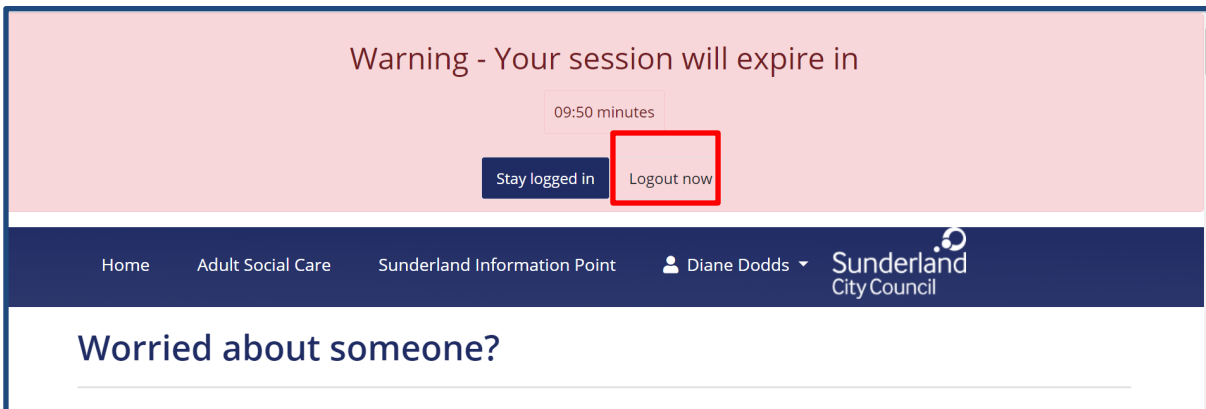 Warning - Your session will expire in
09:50 minutes
Stay logged in Logout now
Home Adult Social Care Sunderland Information Point Diane Dodds Sunderland
City Council
Worried about someone?